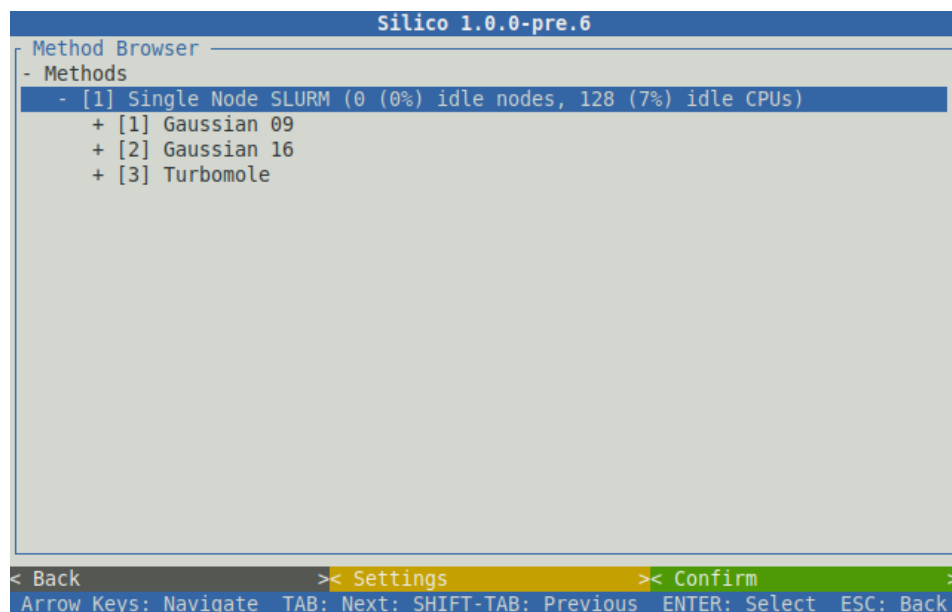 Silico 1.0.0-pre.6
Method Browser
- Methods
- [1] Single Node SLURM (0 (0%) idle nodes, 128 (7%) idle CPUs)
+ [1] Gaussian 09
+ [2] Gaussian 16
+ [3] Turbomole
< Back >< Settings >< Confirm >
Arrow Keys: Navigate TAB: Next: SHIFT-TAB: Previous ENTER: Select ESC: Back